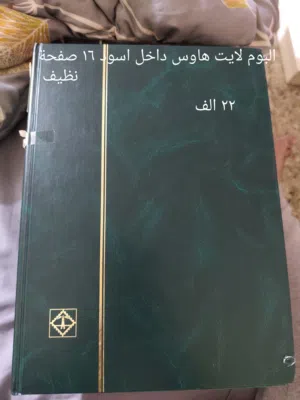 البوم لايت هاوس داخل اسود ١٦ صفحة
نظيف
٢٢ الف